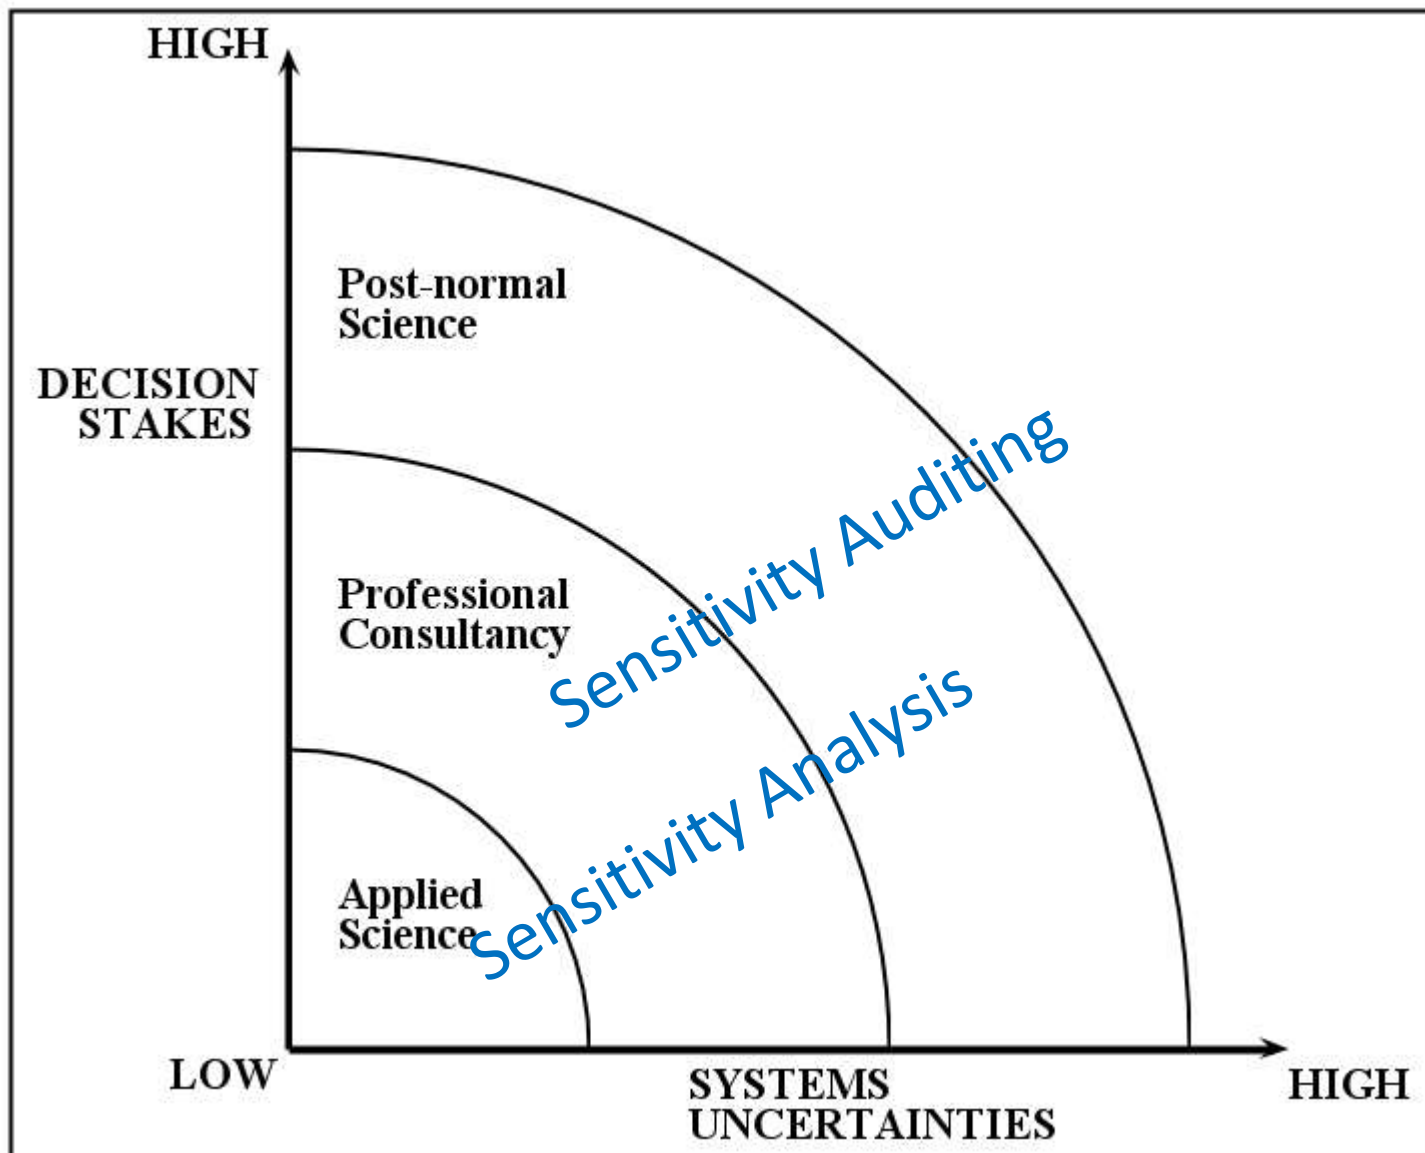 HIGH
Post-normal
Science
DECISION
STAKES
Sensitivity Auditing
Professional
Consultancy
Sensitivity Analysis
Applied
Science
LOW
SYSTEMS
UNCERTAINTIES
HIGH